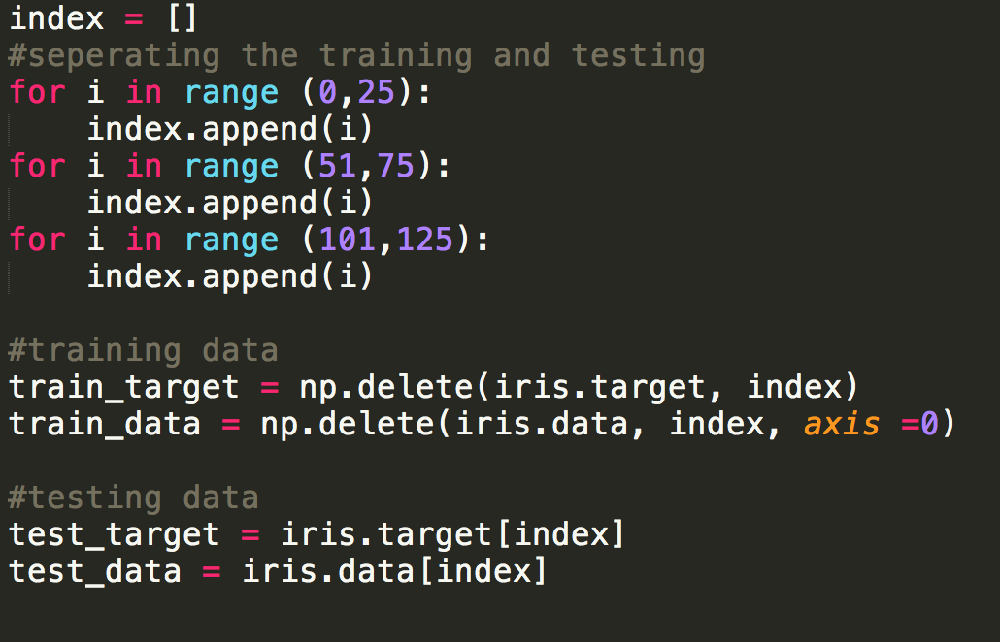 index = []
#seperating the training and testing
for i in range (0,25):
    index.append(i)
for i in range (51,75):
    index.append(i)
for i in range (101,125):
    index.append(i)

#training data
train_target = np.delete(iris.target, index)
train_data = np.delete(iris.data, index, axis =0)

#testing data
test_target = iris.target[index]
test_data = iris.data[index]